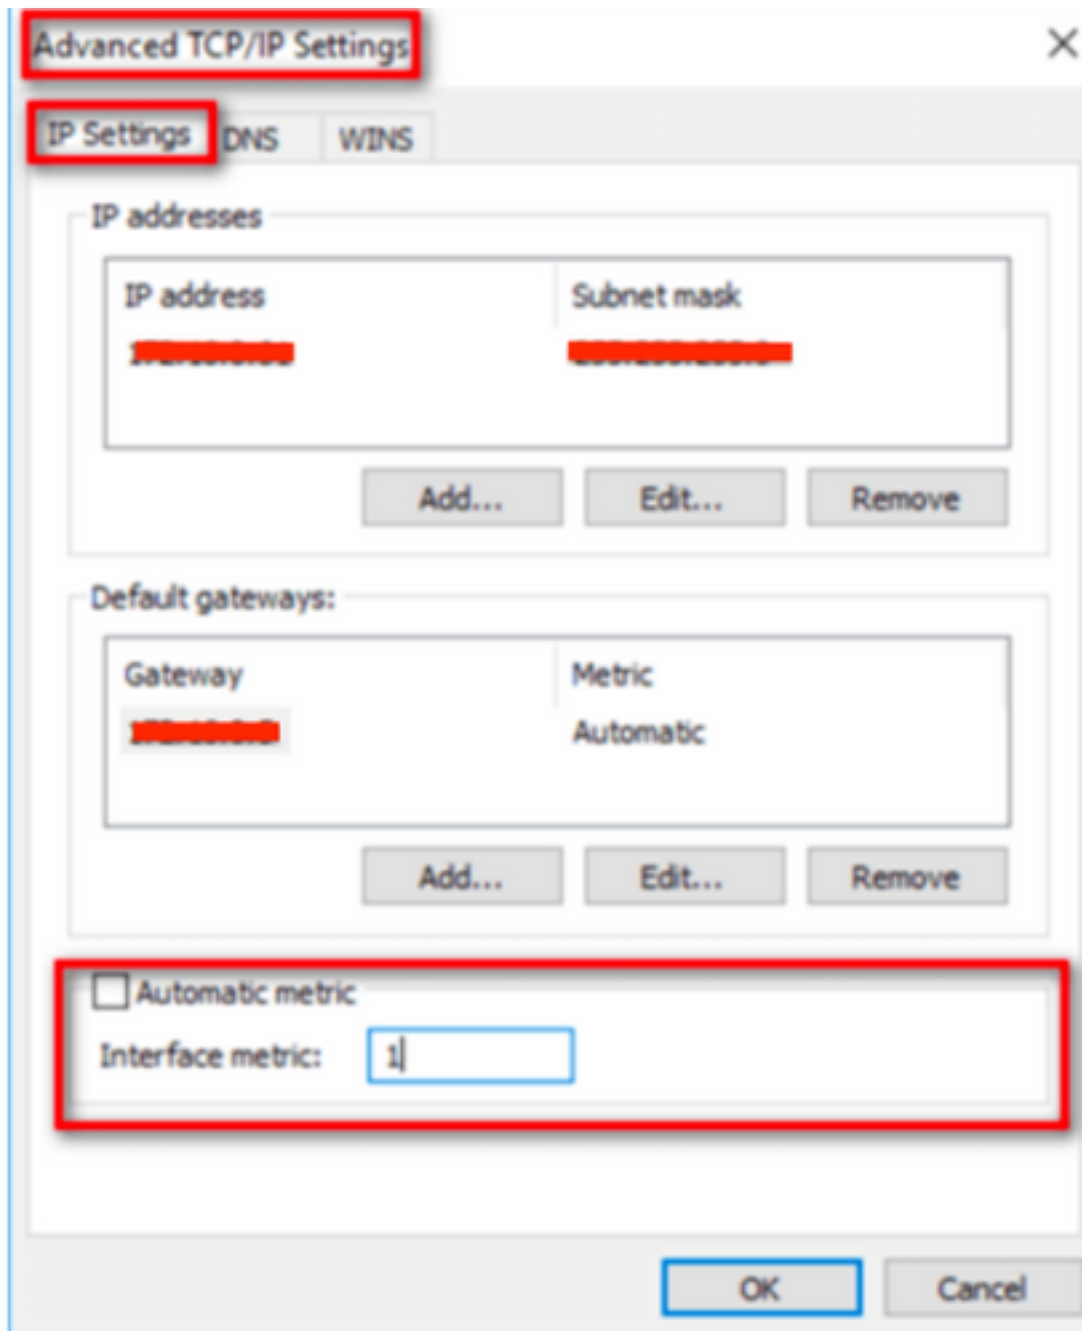 Advanced TCP/IP Settings
IP Settings DNS WINS
IP addresses
IP address Subnet mask
Add... Edit... Remove
Default gateways:
Gateway Metric
Automatic
Add... Edit... Remove
Automatic metric
Interface metric: 1
OK Cancel